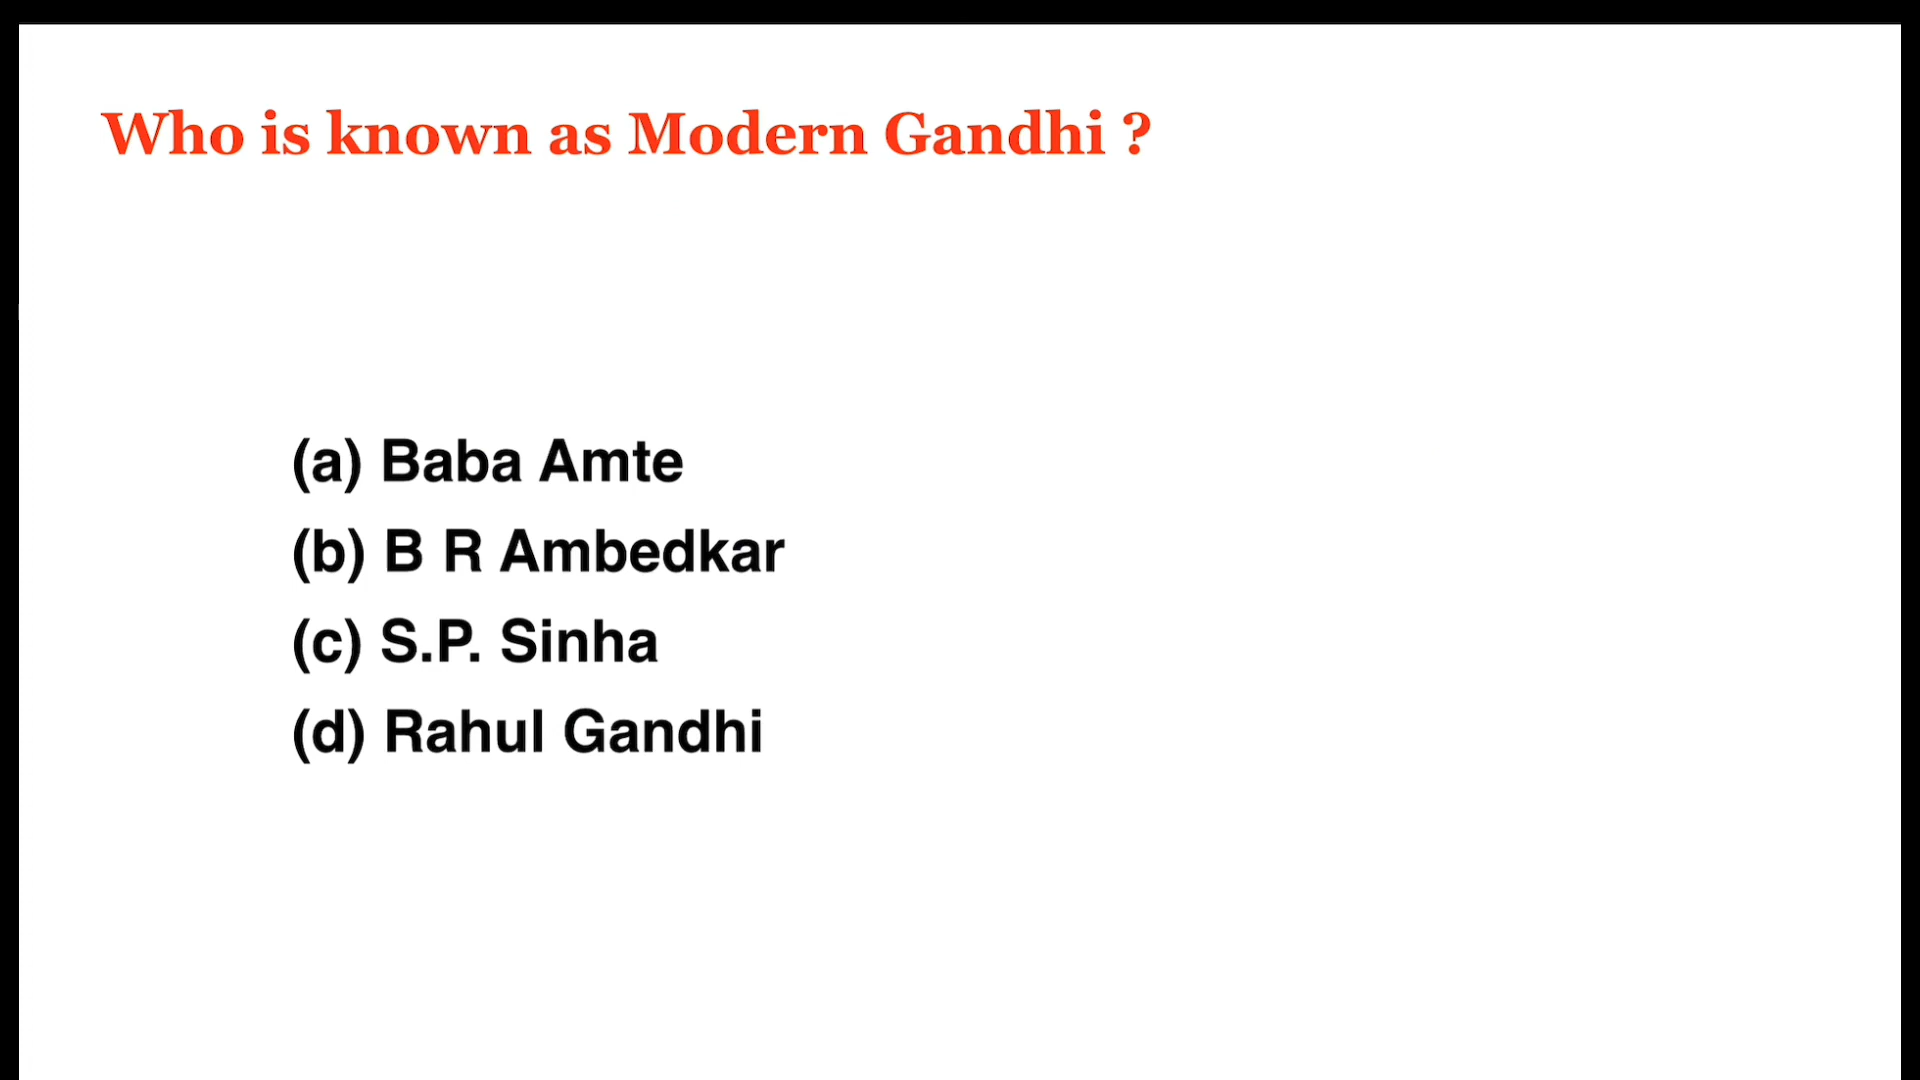 Who is known as Modern Gandhi ?
(a) Baba Amte
(b) B R Ambedkar
(c) S.P. Sinha
(d) Rahul Gandhi